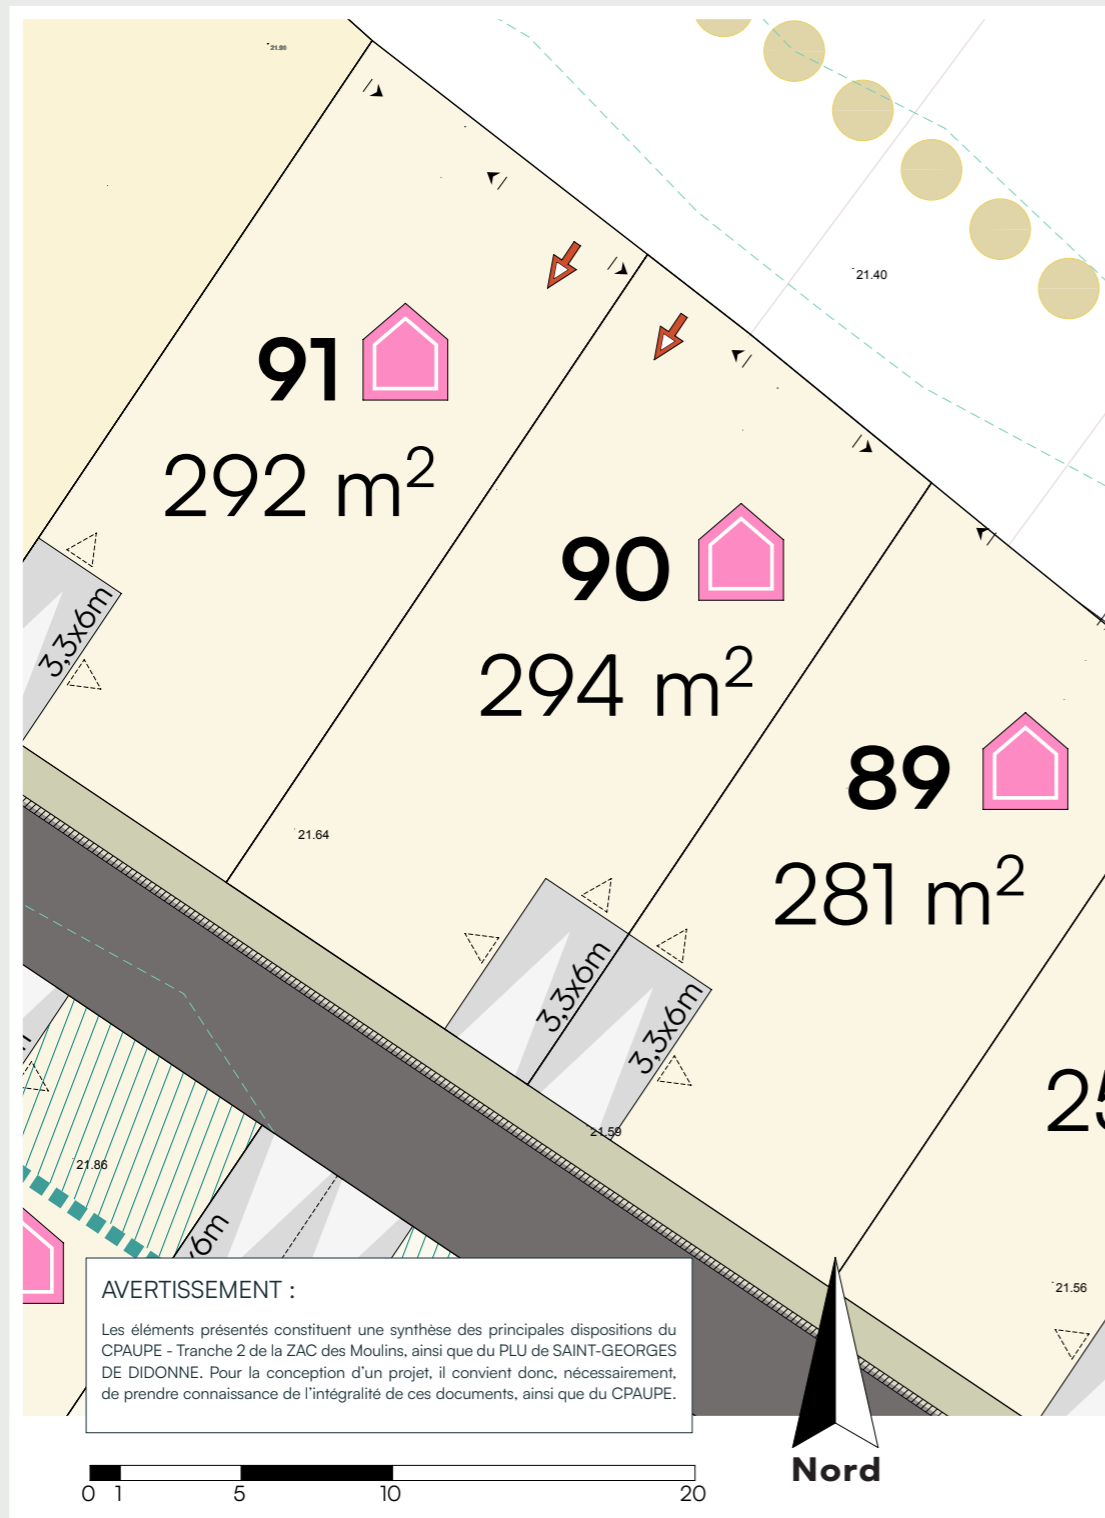 21.90
21.40
91
292 m²
90
294 m²
3,3x6m
89
281 m²
21.64
3,3x6m
3,3x6m
25
21.59
21.86
x6m
21.56
AVERTISSEMENT :
Les éléments présentés constituent une synthèse des principales dispositions du
CPAUPE - Tranche 2 de la ZAC des Moulins, ainsi que du PLU de SAINT-GEORGES
DE DIDONNE. Pour la conception d'un projet, il convient donc, nécessairement,
de prendre connaissance de l'intégralité de ces documents, ainsi que du CPAUPE.
Nord
0 1 5 10 20